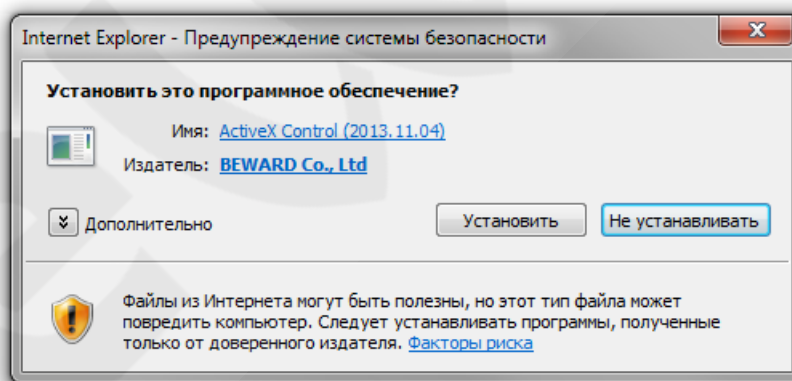 Internet Explorer - Предупреждение системы безопасности
Установить это программное обеспечение?
Имя: ActiveX Control (2013.11.04)
Издатель: BEWARD Co., Ltd
Дополнительно
Установить
Не устанавливать
Файлы из Интернета могут быть полезны, но этот тип файла может
повредить компьютер. Следует устанавливать программы, полученные
только от доверенного издателя. Факторы риска